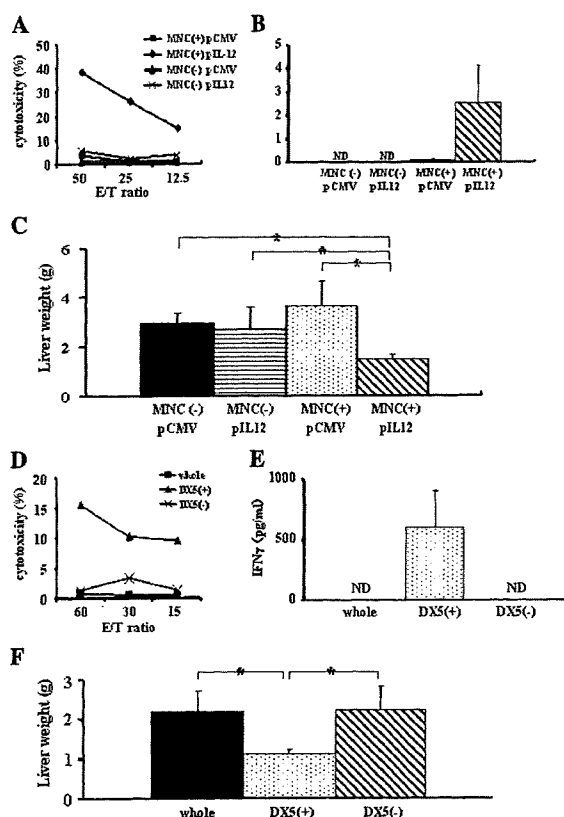 A
MNC(+)pCMV
MNC(+)pIL-12
MNC(-) pCMV
MNC(-) pIL12
cytotoxicity (%)
50
40
30
20
10
0
50 25 12.5
E/T ratio
B
5
4
3
2
1
0
ND ND
MNC (-) MNC(-) MNC(+) MNC(+)
pCMV pIL12 pCMV pIL12
C
Liver weight (g)
6
4
2
0
*
*
*
MNC (-) MNC(-) MNC(+) MNC(+)
pCMV pIL12 pCMV pIL12
D
whole
DX5(+)
DX5(-)
cytotoxicity (%)
20
15
10
5
0
60 30 15
E/T ratio
E
IFNγ (pg/ml)
1000
500
0
ND ND
whole DX5(+) DX5(-)
F
Liver weight (g)
3
2
1
0
* *
whole DX5(+) DX5(-)